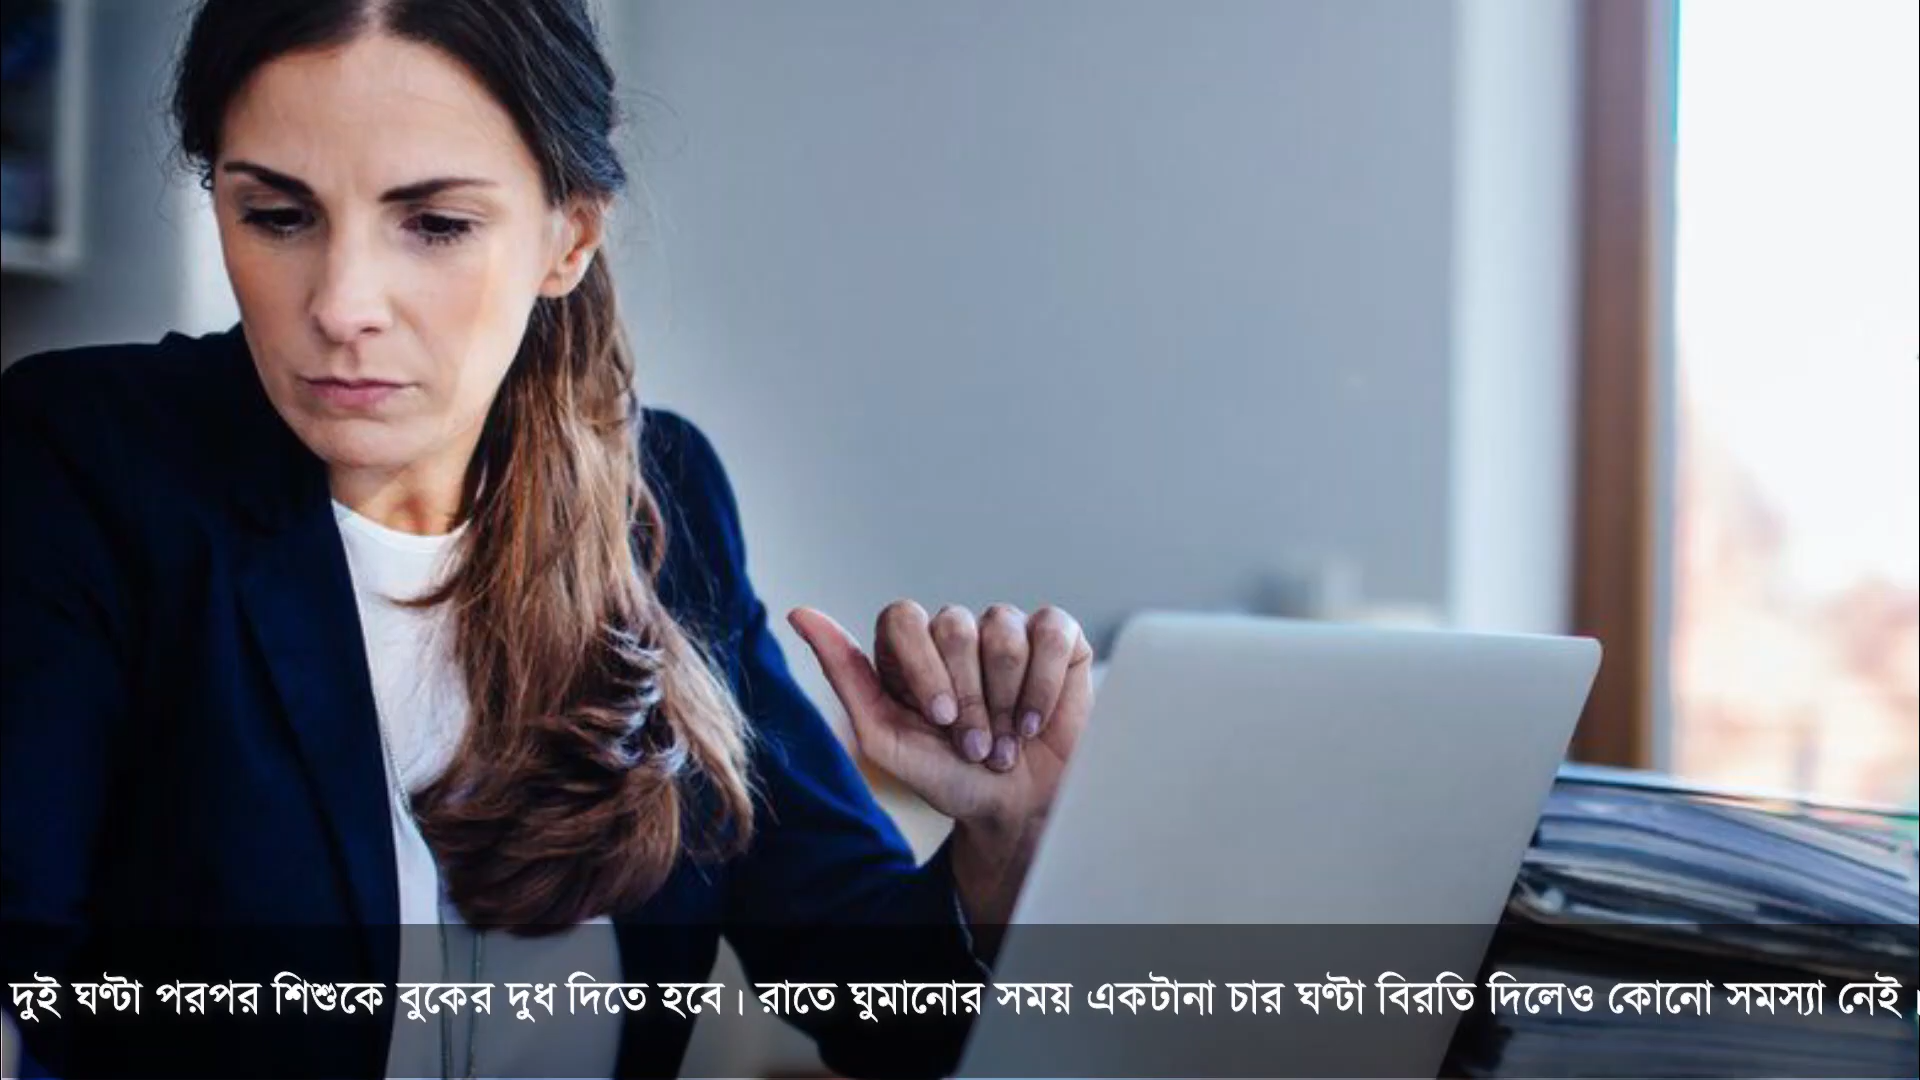 দুই ঘণ্টা পরপর শিশুকে বুকের দুধ দিতে হবে। রাতে ঘুমানোর সময় একটানা চার ঘণ্টা বিরতি দিলেও কোনো সমস্যা নেই।